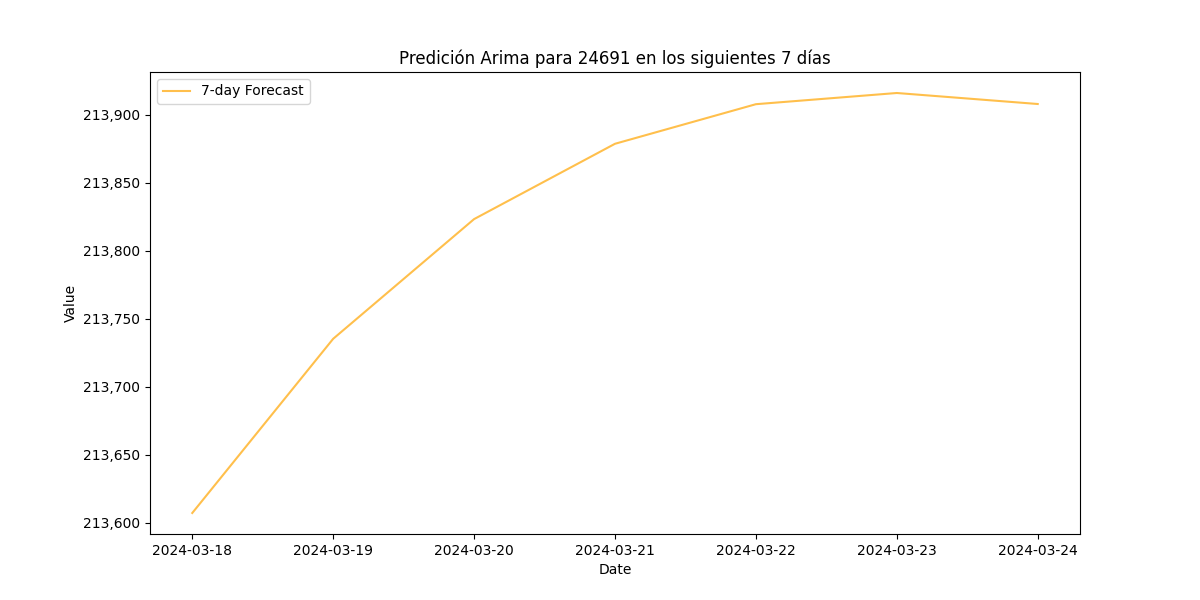 Predición Arima para 24691 en los siguientes 7 días
7-day Forecast
Value
213,900
213,850
213,800
213,750
213,700
213,650
213,600
2024-03-18 2024-03-19 2024-03-20 2024-03-21 2024-03-22 2024-03-23 2024-03-24
Date